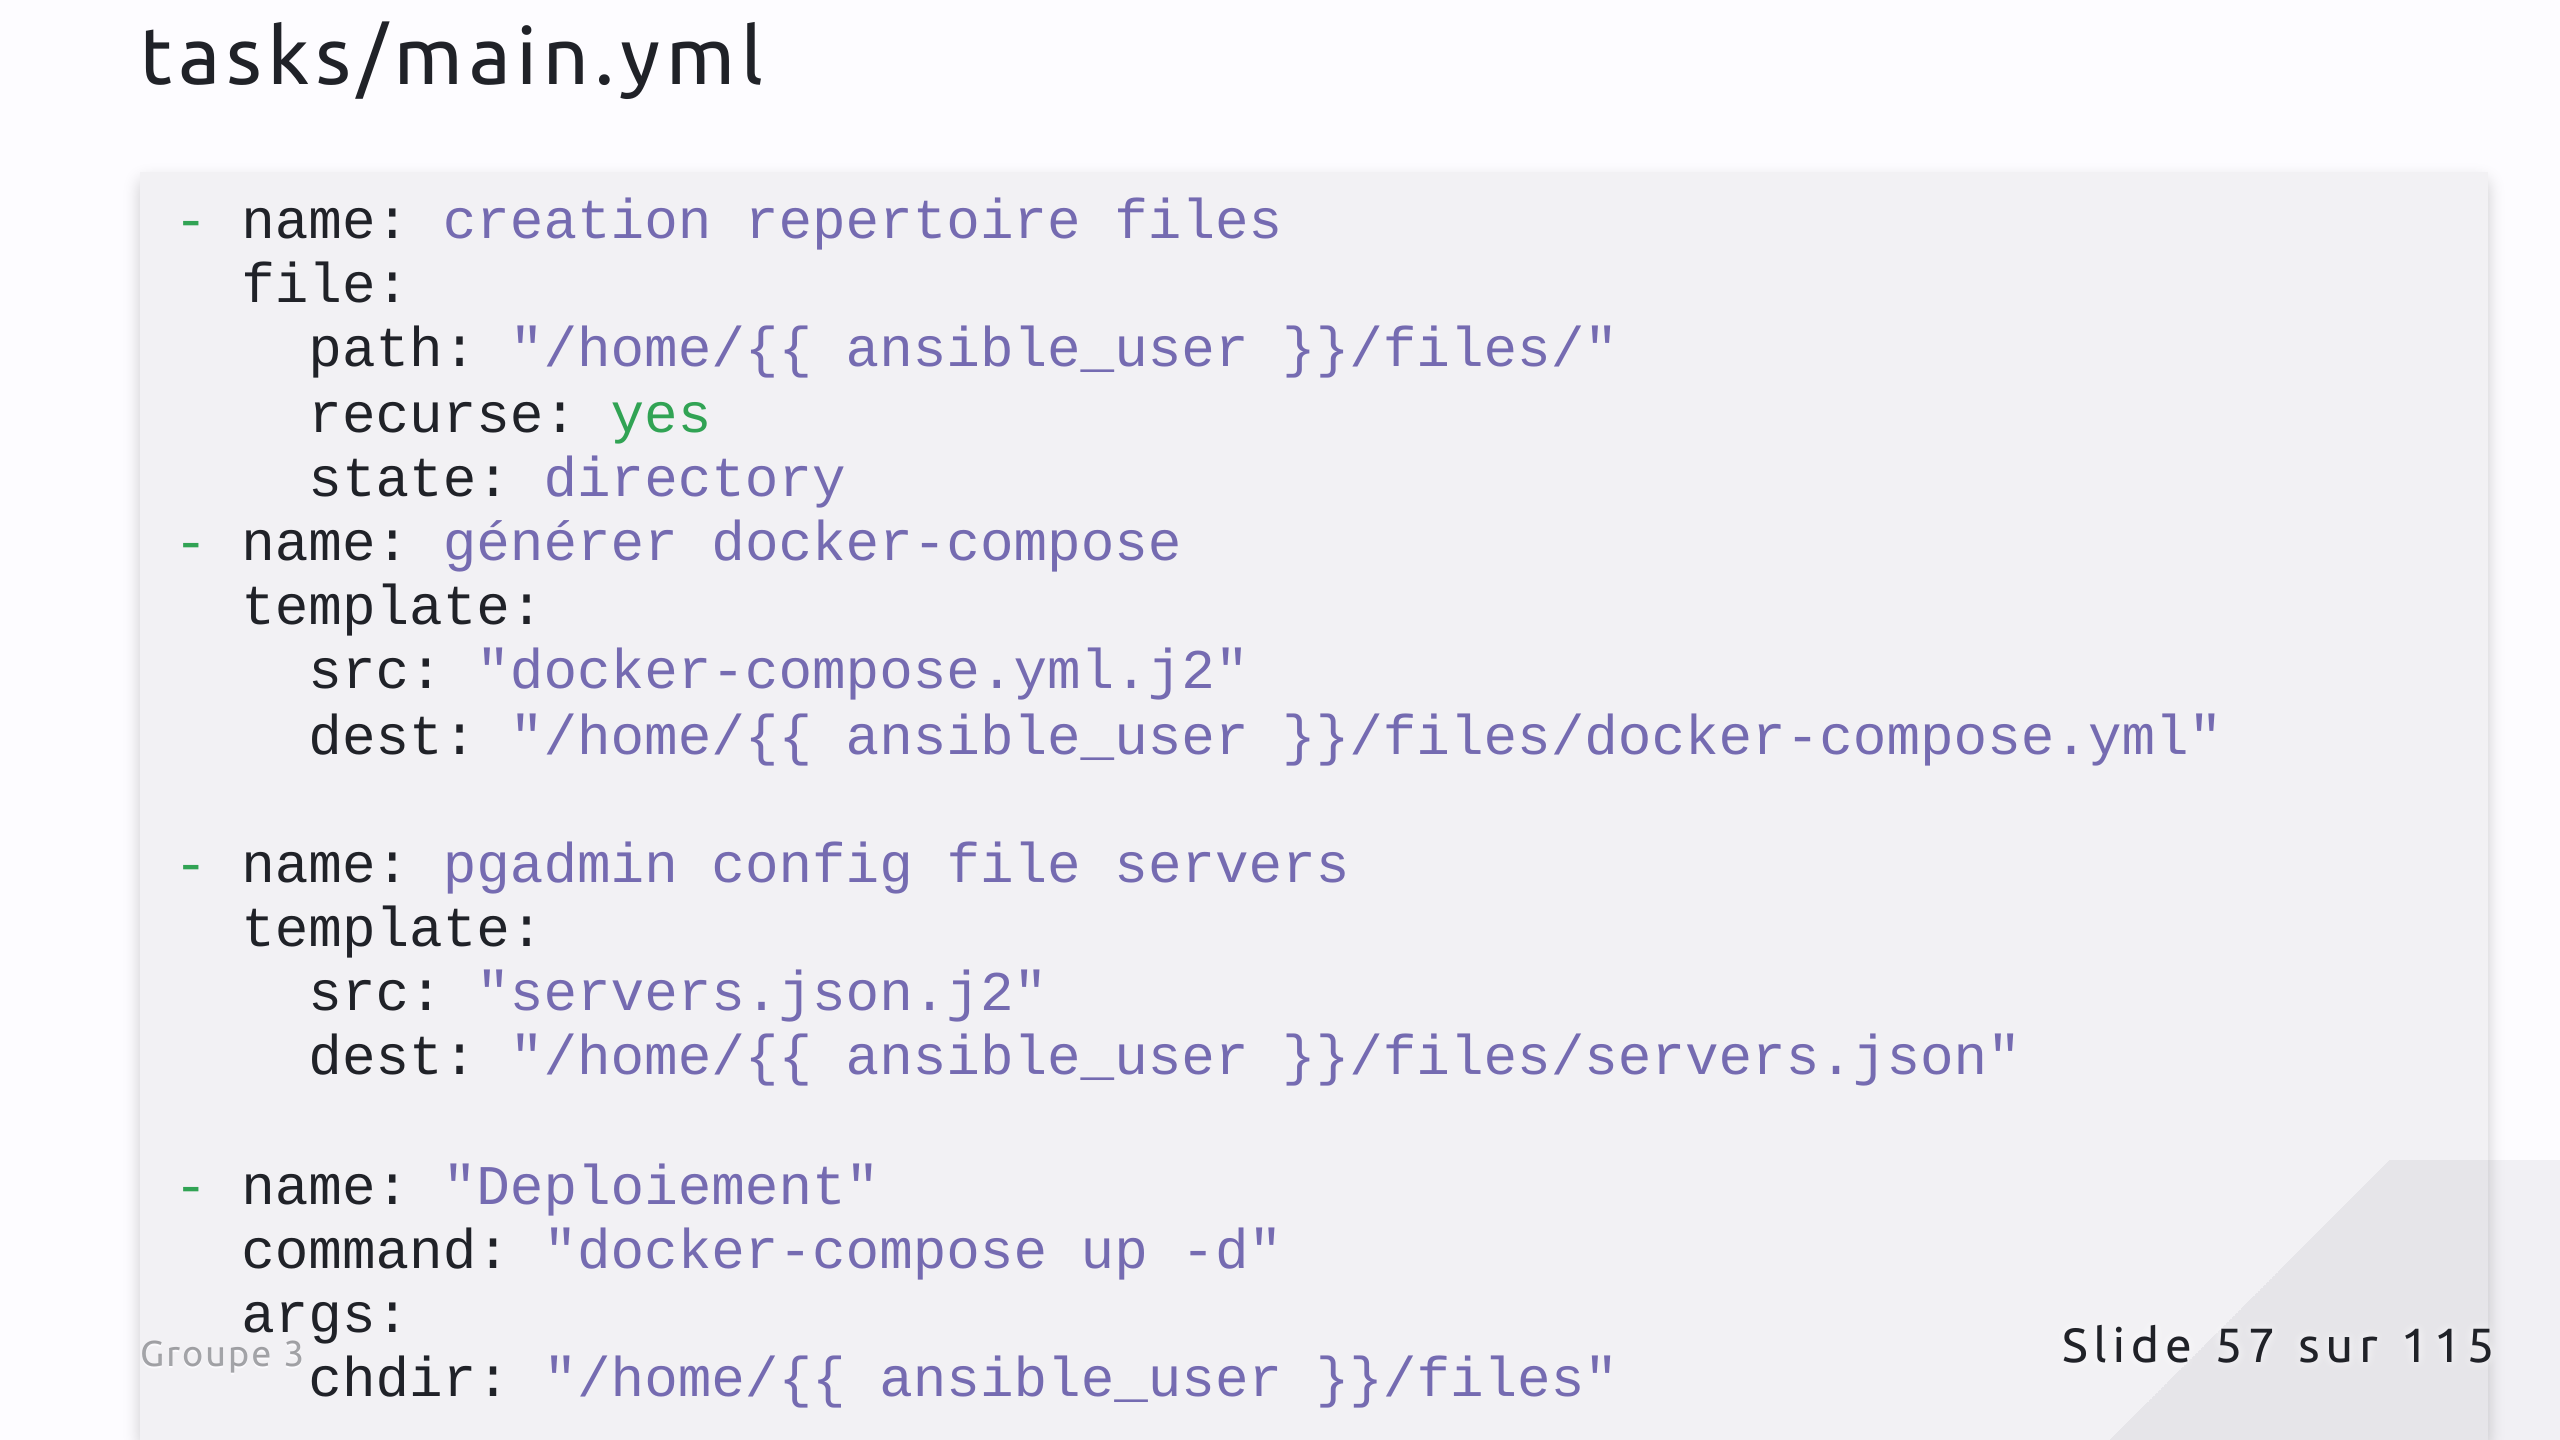 tasks/main.yml
- name: creation repertoire files
  file:
    path: "/home/{{ ansible_user }}/files/"
    recurse: yes
    state: directory
- name: générer docker-compose
  template:
    src: "docker-compose.yml.j2"
    dest: "/home/{{ ansible_user }}/files/docker-compose.yml"

- name: pgadmin config file servers
  template:
    src: "servers.json.j2"
    dest: "/home/{{ ansible_user }}/files/servers.json"

- name: "Deploiement"
  command: "docker-compose up -d"
  args:
    chdir: "/home/{{ ansible_user }}/files"
Groupe 3
Slide 57 sur 115